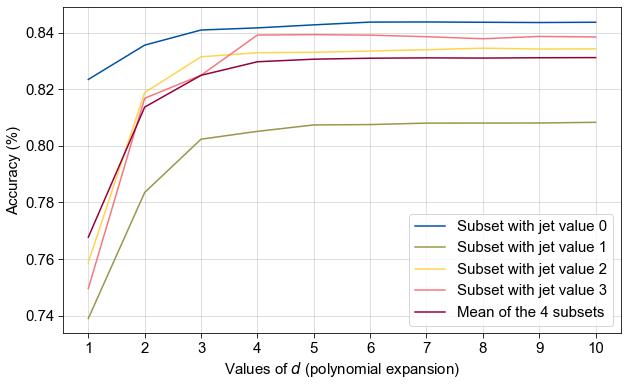 0.84
0.82
0.80
0.78
0.76
0.74
Accuracy (%)
Subset with jet value 0
Subset with jet value 1
Subset with jet value 2
Subset with jet value 3
Mean of the 4 subsets
1 2 3 4 5 6 7 8 9 10
Values of d (polynomial expansion)